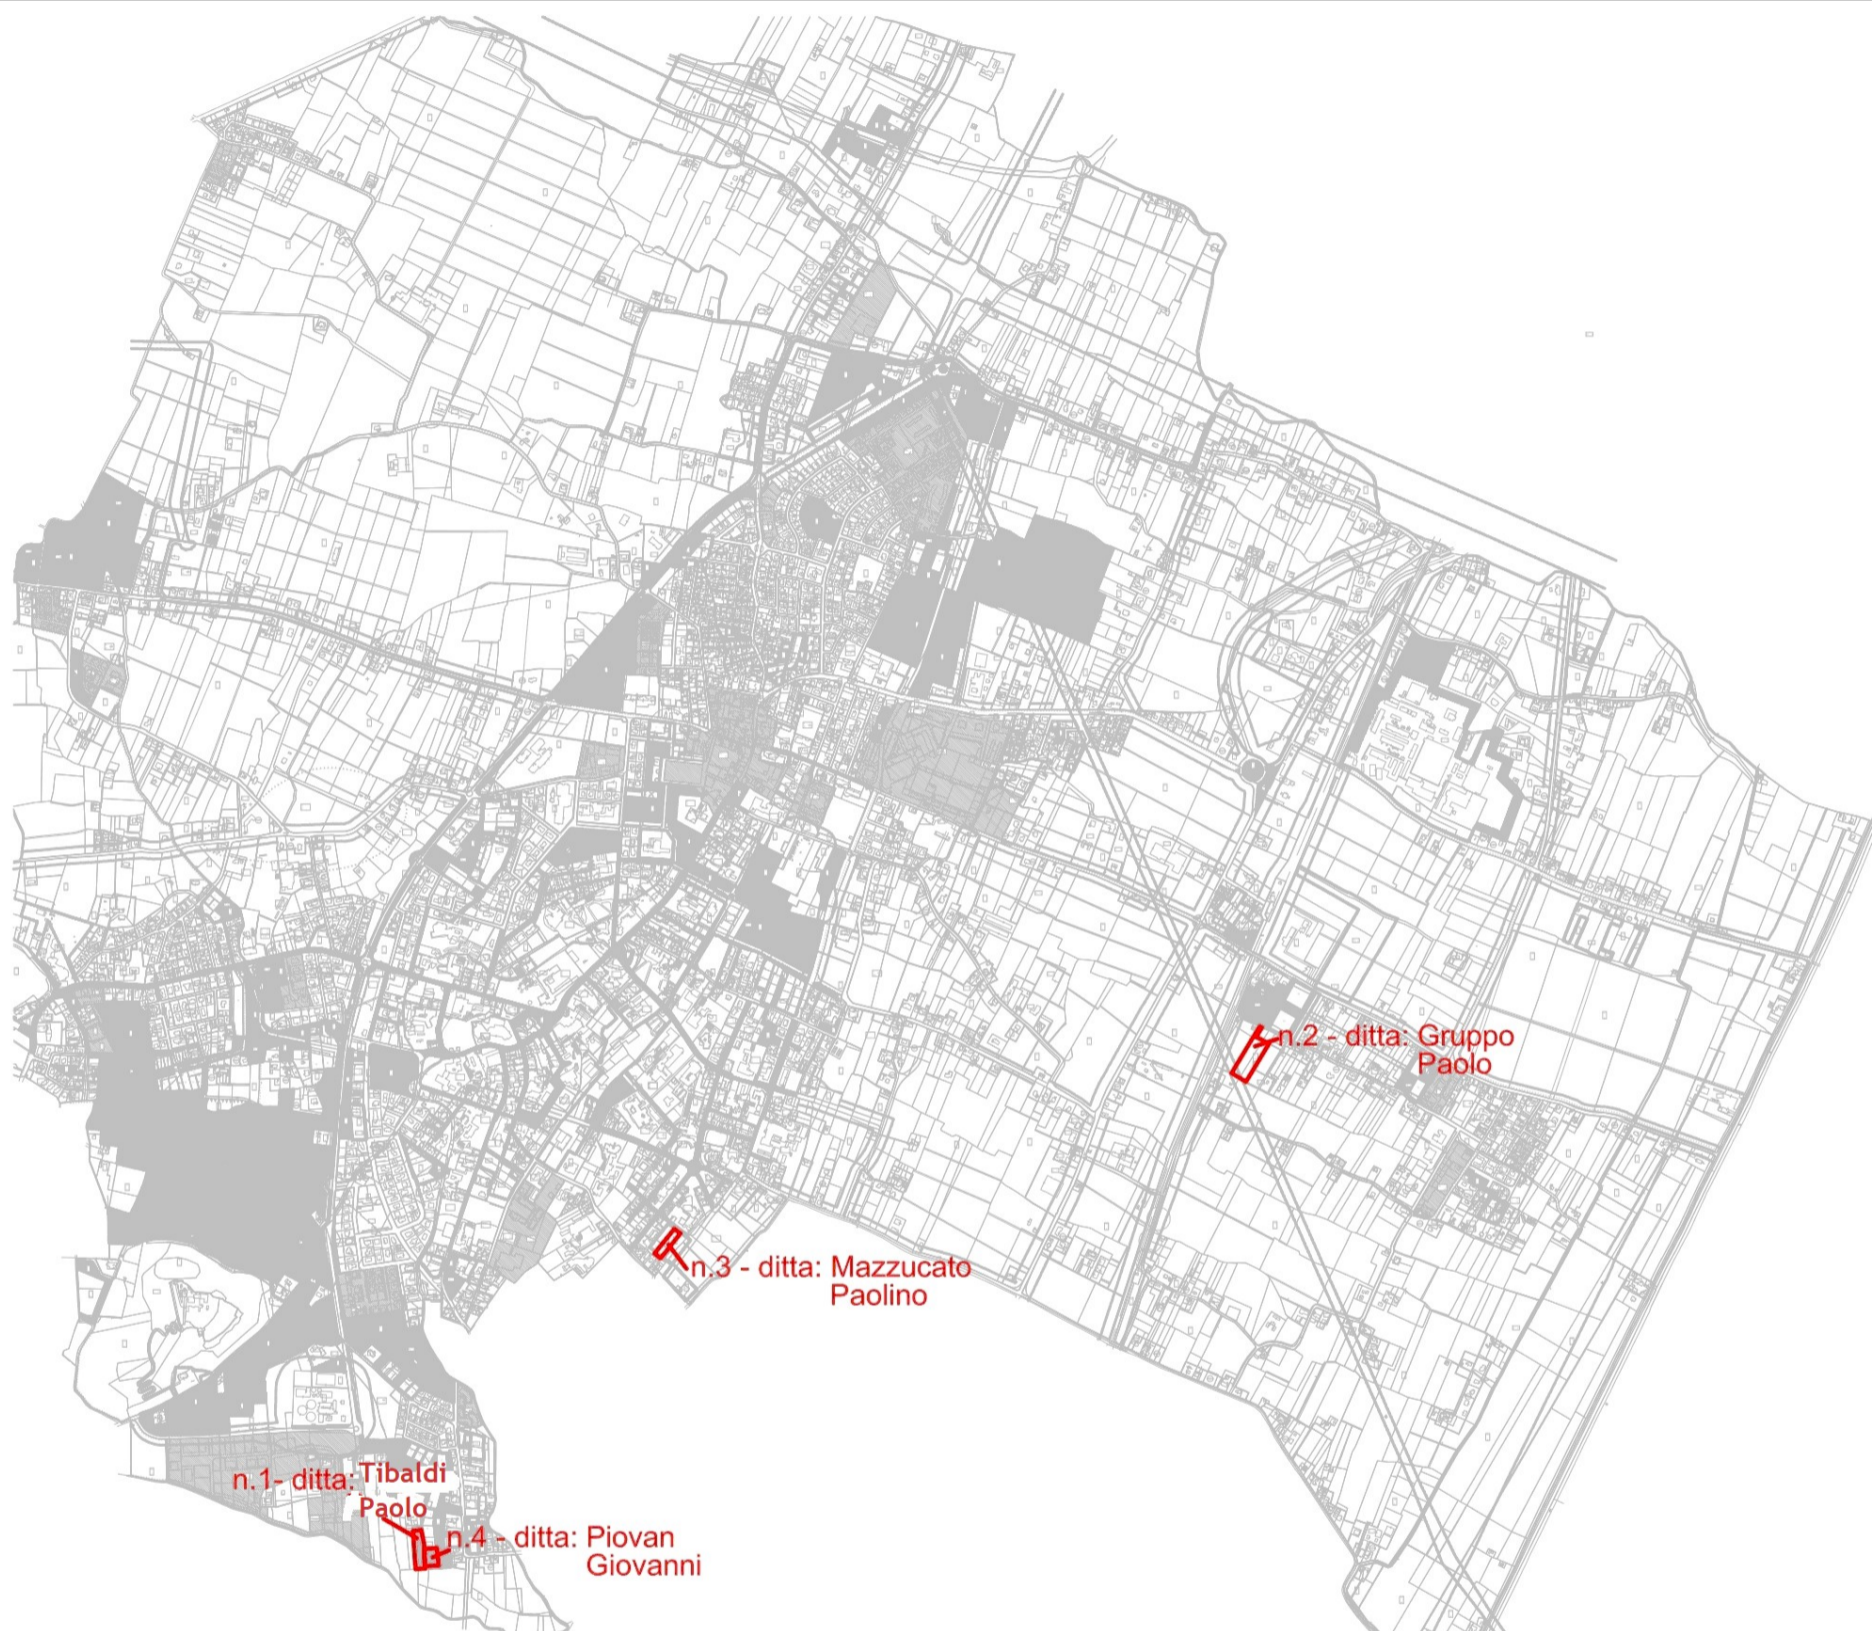 n.2 - ditta: Gruppo
Paolo
n.3 - ditta: Mazzucato
Paolino
n.1- ditta: Tibaldi
Paolo
n.4 - ditta: Piovan
Giovanni